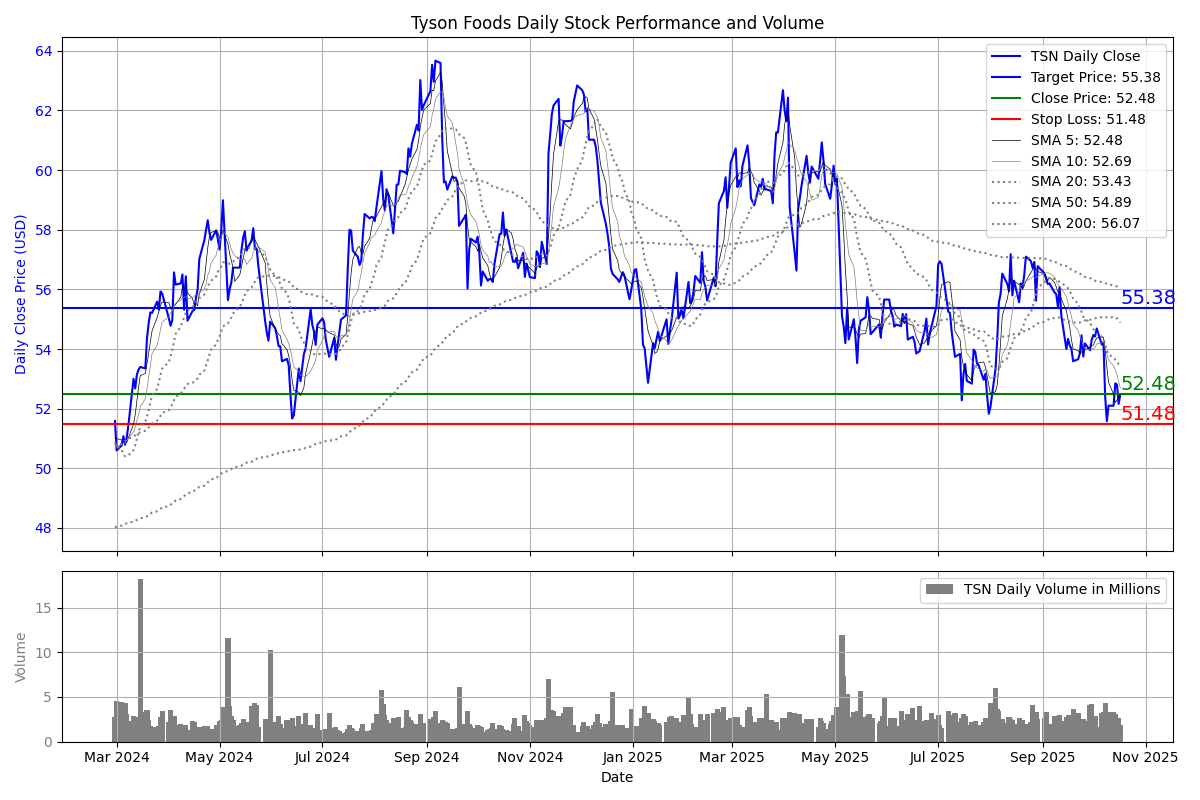 Tyson Foods Daily Stock Performance and Volume
Daily Close Price (USD)
64
62
60
58
56
54
52
50
48
TSN Daily Close
Target Price: 55.38
Close Price: 52.48
Stop Loss: 51.48
SMA 5: 52.48
SMA 10: 52.69
SMA 20: 53.43
SMA 50: 54.89
SMA 200: 56.07
55.38
52.48
51.48
Volume
15
10
5
0
TSN Daily Volume in Millions
Mar 2024 May 2024 Jul 2024 Sep 2024 Nov 2024 Jan 2025 Mar 2025 May 2025 Jul 2025 Sep 2025 Nov 2025
Date